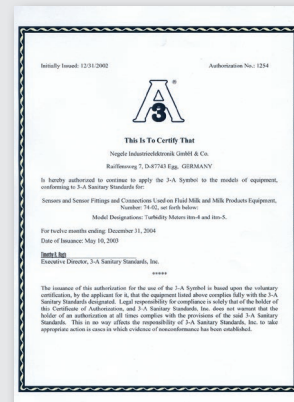 Initially Issued: 12/31/2002 Authorization No.: 1254
A
3
®
This Is To Certify That
Negele Industrieelektronik GmbH & Co.
Raiffeisenweg 7, D-87743 Egg, GERMANY
Is hereby authorized to continue to apply the 3-A Symbol to the models of equipment,
conforming to 3-A Sanitary Standards for:
Sensors and Sensor Fittings and Connections Used on Fluid Milk and Milk Products Equipment,
Number: 74-02, set forth below:
Model Designations: Turbidity Meters itm-4 and itm-5.
For twelve months ending: December 31, 2004
Date of Issuance: May 10, 2003
Timothy R. Rugh
Executive Director, 3-A Sanitary Standards, Inc.
*****
The issuance of this authorization for the use of the 3-A Symbol is based upon the voluntary
certification, by the applicant for it, that the equipment listed above complies fully with the 3-A
Sanitary Standards designated. Legal responsibility for compliance is solely that of the holder of
this Certificate of Authorization, and 3-A Sanitary Standards, Inc. does not warrant that the
holder of an authorization at all times complies with the provisions of the said 3-A Sanitary
Standards. This in no way affects the responsibility of 3-A Sanitary Standards, Inc. to take
appropriate action in cases in which evidence of nonconformance has been established.